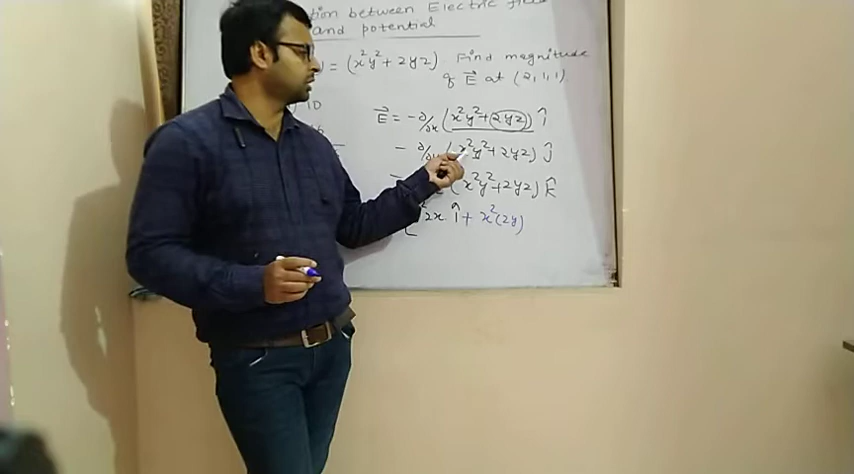 between Electric
and potential
= (x²y² + 2yz) Find magnitude
of E⃗ at (2,1,1)
E⃗ = -∂/∂x (x²y² + 2yz) î
- (x²y² + 2yz) ĵ
(x²y² + 2yz) k̂
2x î + x²(2y)